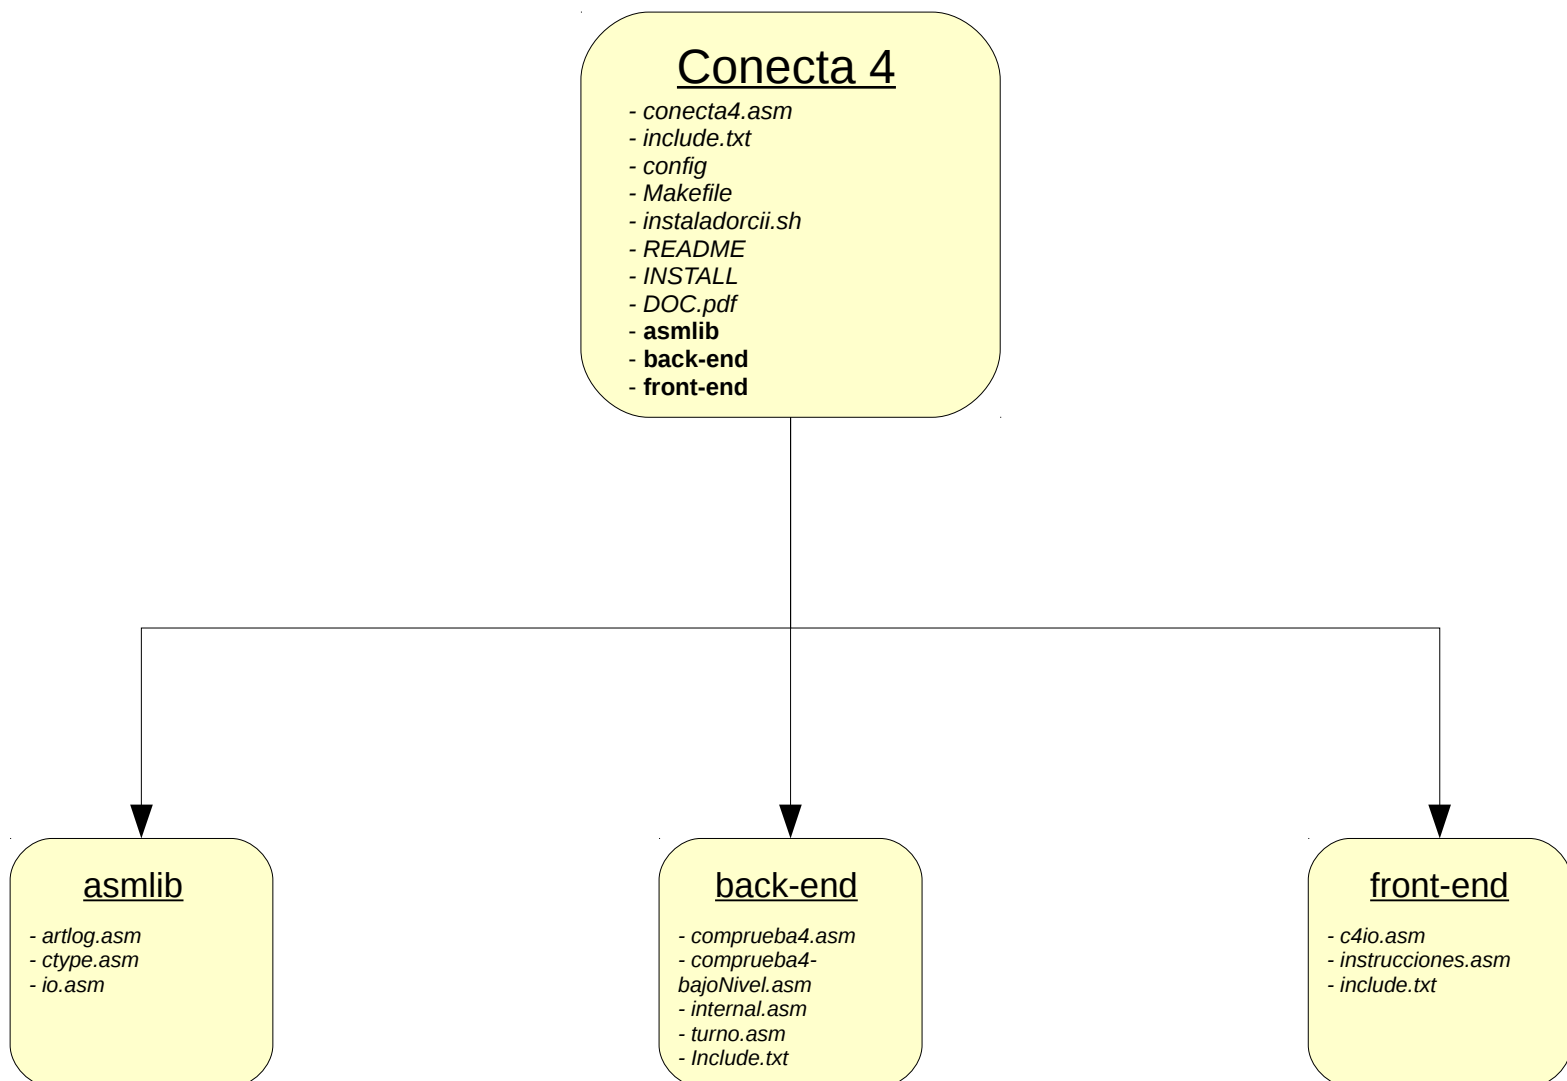 Conecta 4
- conecta4.asm
- include.txt
- config
- Makefile
- instaladorcii.sh
- README
- INSTALL
- DOC.pdf
- asmlib
- back-end
- front-end
asmlib
- artlog.asm
- ctype.asm
- io.asm
back-end
- comprueba4.asm
- comprueba4-
bajoNivel.asm
- internal.asm
- turno.asm
- Include.txt
front-end
- c4io.asm
- instrucciones.asm
- include.txt